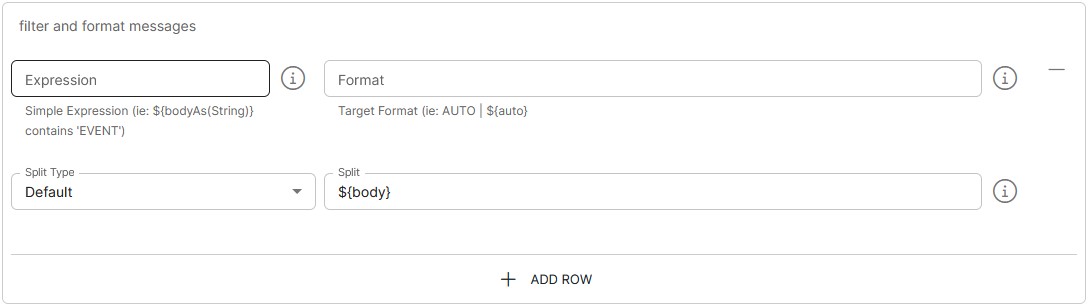 filter and format messages
Expression
Format
Simple Expression (ie: ${bodyAs(String)}
contains 'EVENT')
Target Format (ie: AUTO | ${auto}
Split Type
Default
Split
${body}
ADD ROW